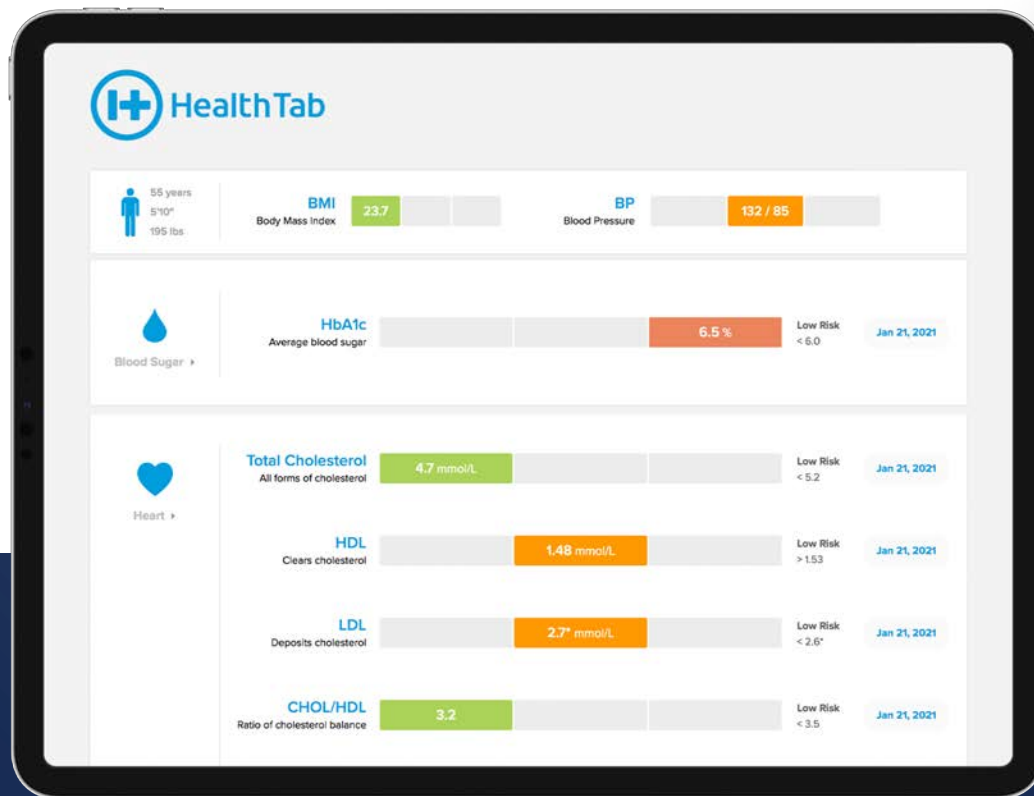 HealthTab
55 years
5'10"
195 lbs
BMI
Body Mass Index
23.7
BP
Blood Pressure
132 / 85
Blood Sugar
HbA1c
Average blood sugar
6.5 %
Low Risk
< 6.0
Jan 21, 2021
Heart
Total Cholesterol
All forms of cholesterol
4.7 mmol/L
Low Risk
< 5.2
Jan 21, 2021
HDL
Clears cholesterol
1.48 mmol/L
Low Risk
> 1.53
Jan 21, 2021
LDL
Deposits cholesterol
2.7* mmol/L
Low Risk
< 2.6*
Jan 21, 2021
CHOL/HDL
Ratio of cholesterol balance
3.2
Low Risk
< 3.5
Jan 21, 2021